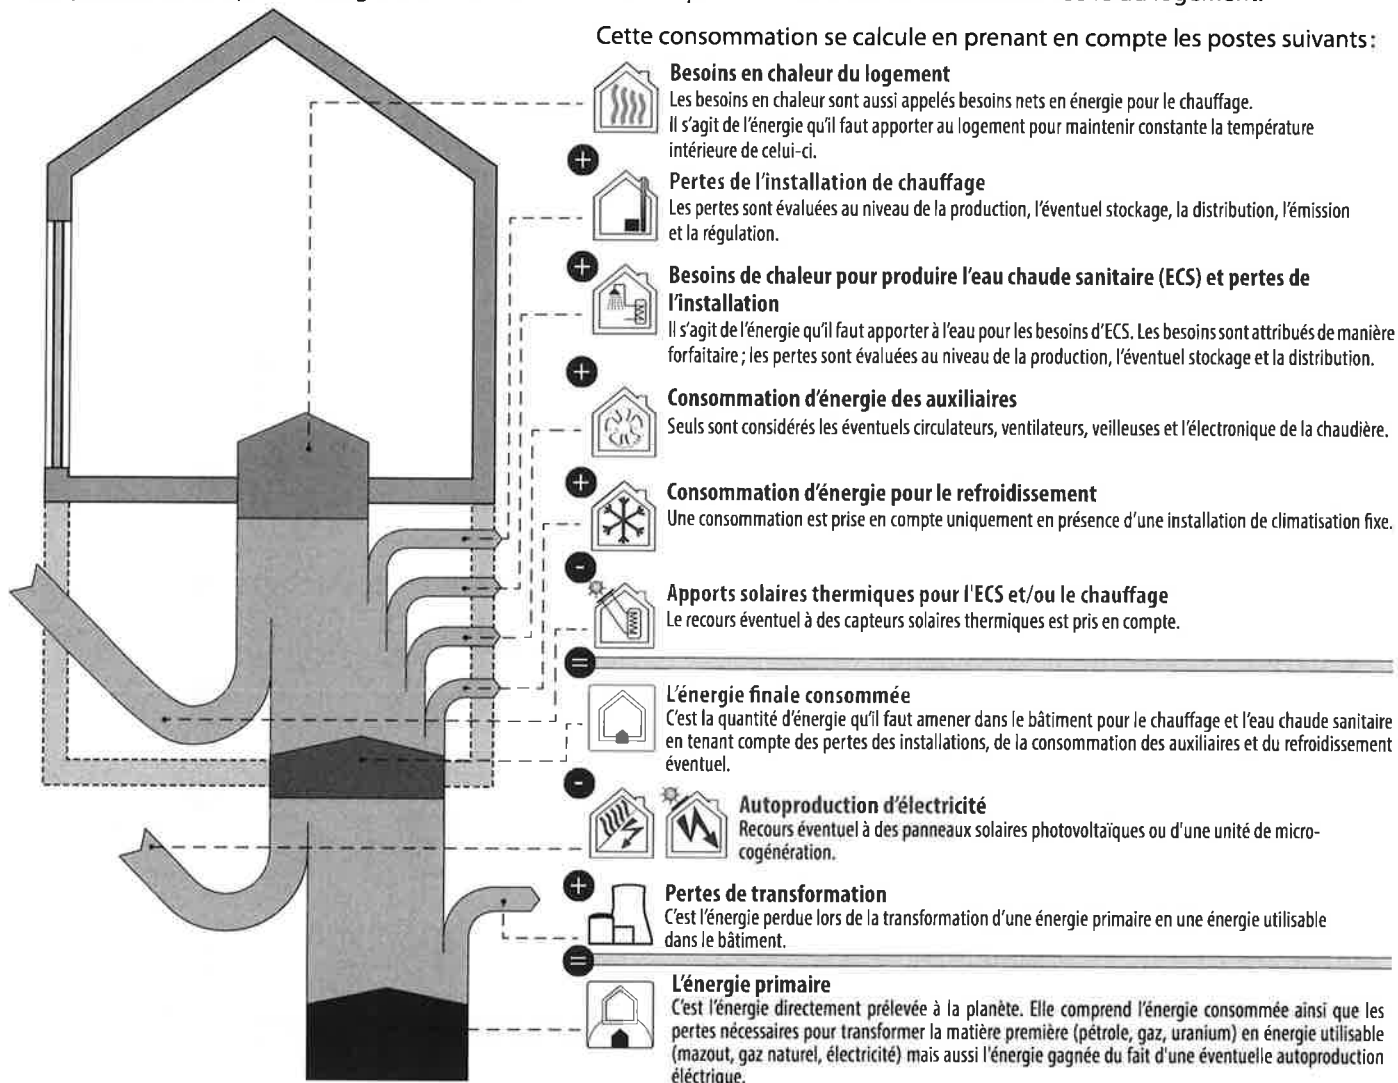 Cette consommation se calcule en prenant en compte les postes suivants :
Besoins en chaleur du logement
Les besoins en chaleur sont aussi appelés besoins nets en énergie pour le chauffage.
Il s'agit de l'énergie qu'il faut apporter au logement pour maintenir constante la température
intérieure de celui-ci.
+
Pertes de l'installation de chauffage
Les pertes sont évaluées au niveau de la production, l'éventuel stockage, la distribution, l'émission
et la régulation.
+
Besoins de chaleur pour produire l'eau chaude sanitaire (ECS) et pertes de
l'installation
Il s'agit de l'énergie qu'il faut apporter à l'eau pour les besoins d'ECS. Les besoins sont attribués de manière
forfaitaire ; les pertes sont évaluées au niveau de la production, l'éventuel stockage et la distribution.
+
Consommation d'énergie des auxiliaires
Seuls sont considérés les éventuels circulateurs, ventilateurs, veilleuses et l'électronique de la chaudière.
+
Consommation d'énergie pour le refroidissement
Une consommation est prise en compte uniquement en présence d'une installation de climatisation fixe.
-
Apports solaires thermiques pour l'ECS et/ou le chauffage
Le recours éventuel à des capteurs solaires thermiques est pris en compte.
=
L'énergie finale consommée
C'est la quantité d'énergie qu'il faut amener dans le bâtiment pour le chauffage et l'eau chaude sanitaire
en tenant compte des pertes des installations, de la consommation des auxiliaires et du refroidissement
éventuel.
-
Autoproduction d'électricité
Recours éventuel à des panneaux solaires photovoltaïques ou d'une unité de micro-
cogénération.
+
Pertes de transformation
C'est l'énergie perdue lors de la transformation d'une énergie primaire en une énergie utilisable
dans le bâtiment.
=
L'énergie primaire
C'est l'énergie directement prélevée à la planète. Elle comprend l'énergie consommée ainsi que les
pertes nécessaires pour transformer la matière première (pétrole, gaz, uranium) en énergie utilisable
(mazout, gaz naturel, électricité) mais aussi l'énergie gagnée du fait d'une éventuelle autoproduction
éléctrique.